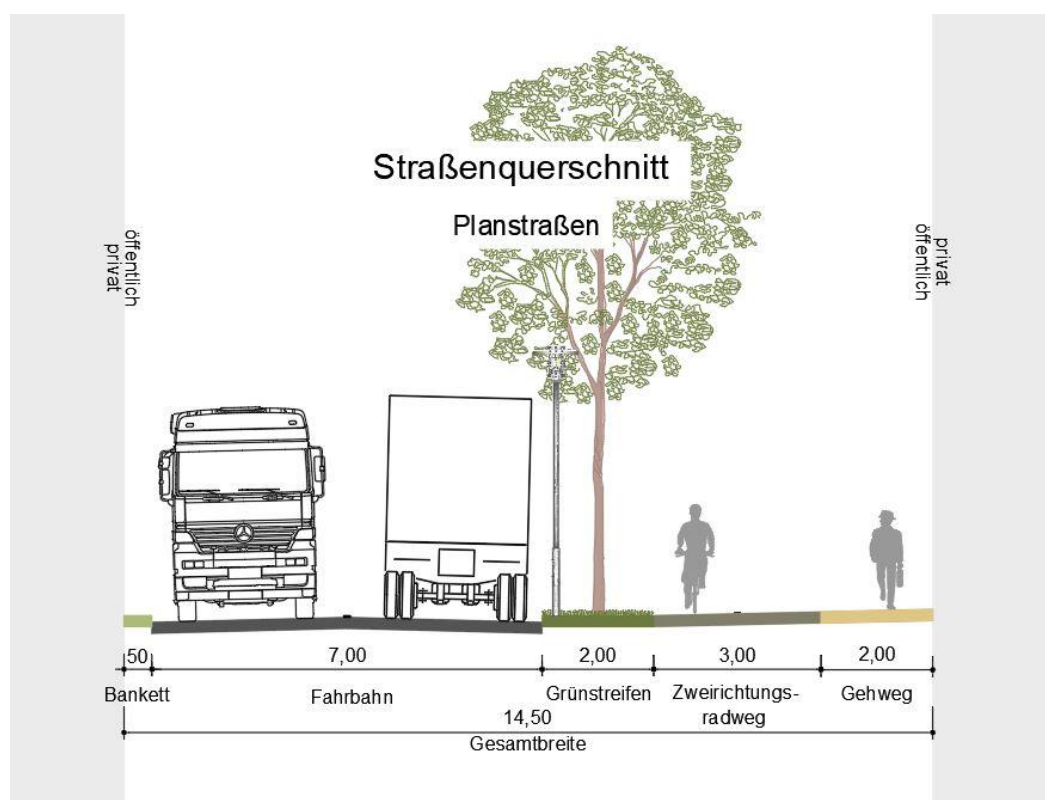 Straßenquerschnitt
Planstraßen
öffentlich
privat
privat
öffentlich
50
7,00
2,00
3,00
2,00
Bankett
Fahrbahn
Grünstreifen
Zweirichtungs-
radweg
Gehweg
14,50
Gesamtbreite